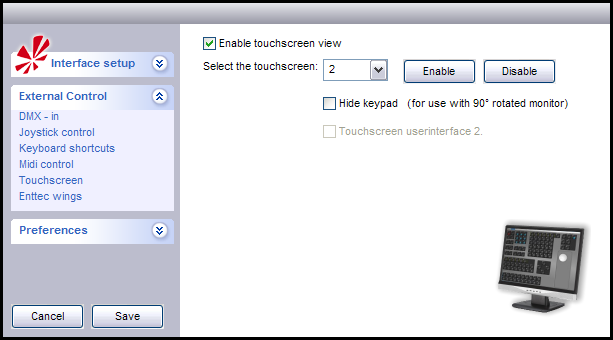 Interface setup
External Control
DMX - in
Joystick control
Keyboard shortcuts
Midi control
Touchscreen
Enttec wings
Preferences
Cancel Save
Enable touchscreen view
Select the touchscreen: 2 Enable Disable
Hide keypad (for use with 90° rotated monitor)
Touchscreen userinterface 2.